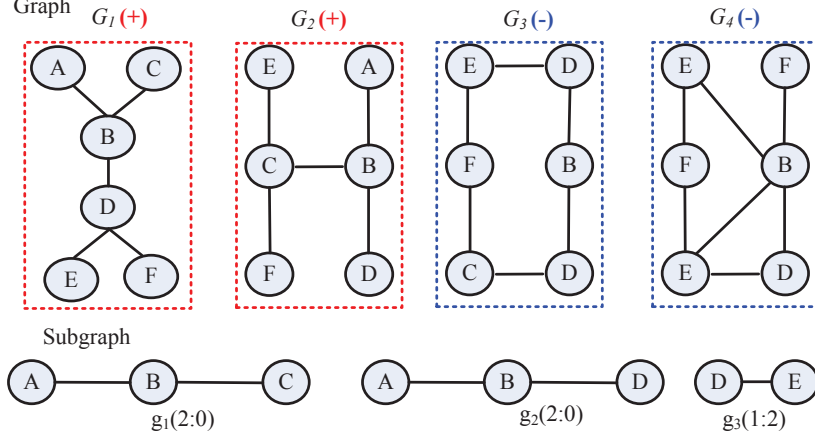 Graph
G1 (+) G2 (+) G3 (-) G4 (-)
A C E A E D E F
B C B F B F B
D
E F F D C D E D
Subgraph
A B C A B D D E
g1(2:0) g2(2:0) g3(1:2)